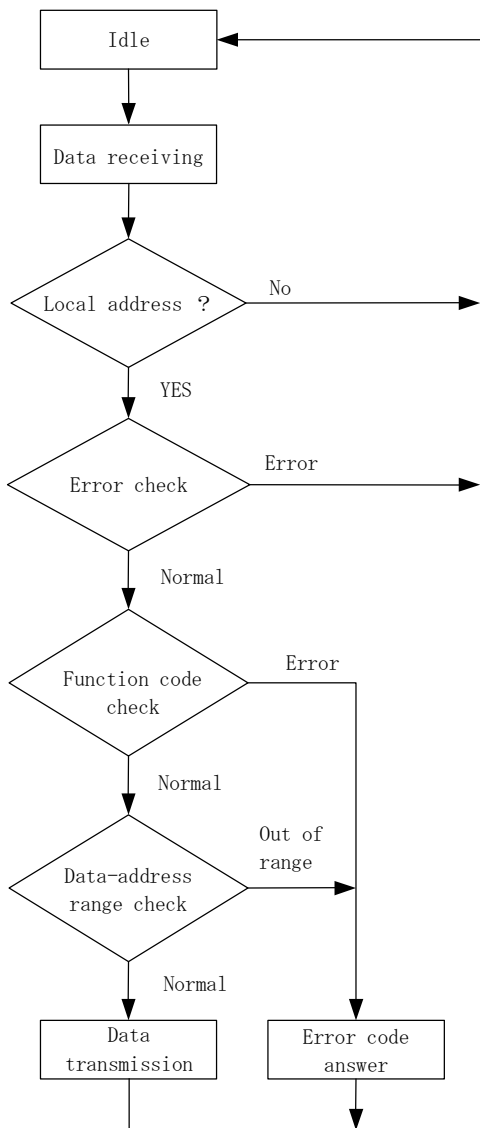 Idle
Data receiving
Local address ?
No
YES
Error check
Error
Normal
Function code
check
Error
Normal
Data-address
range check
Out of
range
Normal
Data
transmission
Error code
answer